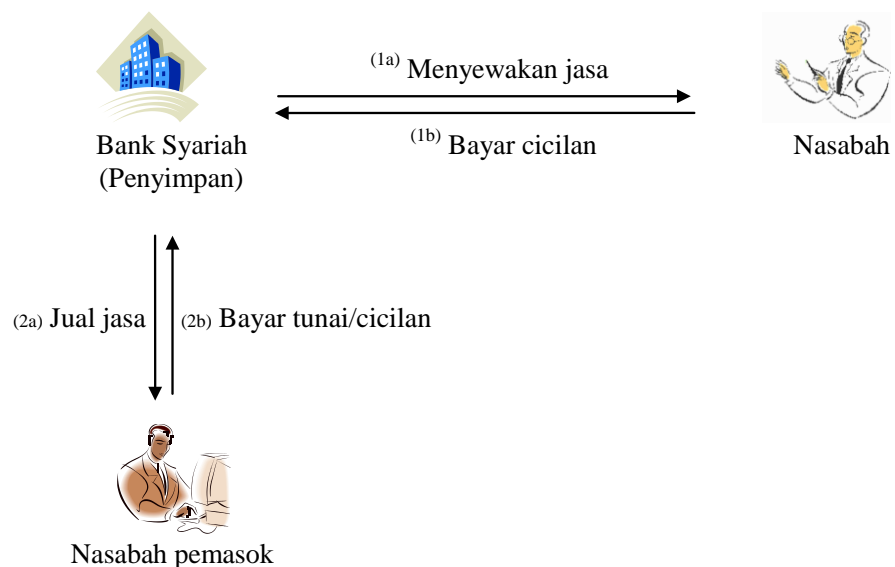 (1a) Menyewakan jasa
(1b) Bayar cicilan
Bank Syariah
(Penyimpan)
Nasabah
(2a) Jual jasa
(2b) Bayar tunai/cicilan
Nasabah pemasok